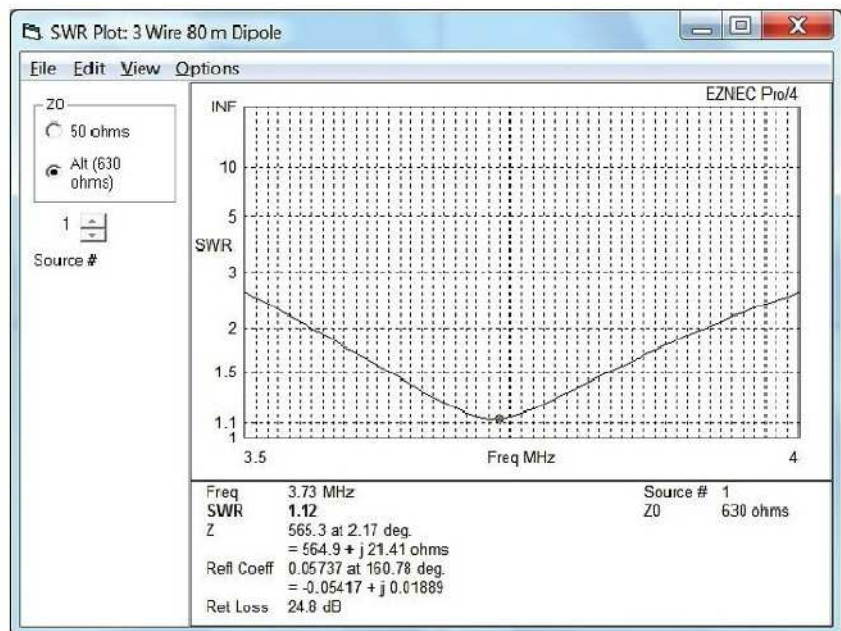 SWR Plot: 3 Wire 80 m Dipole
File Edit View Options
Z0
50 ohms
Alt (630
ohms)
1
Source #
EZNEC Pro/4
INF
10
5
SWR
3
2
1.5
1.1
1
3.5 Freq MHz 4
Freq 3.73 MHz Source # 1
SWR 1.12 Z0 630 ohms
Z 565.3 at 2.17 deg.
= 564.9 + j 21.41 ohms
Refl Coeff 0.05737 at 160.78 deg.
= -0.05417 + j 0.01889
Ret Loss 24.8 dB